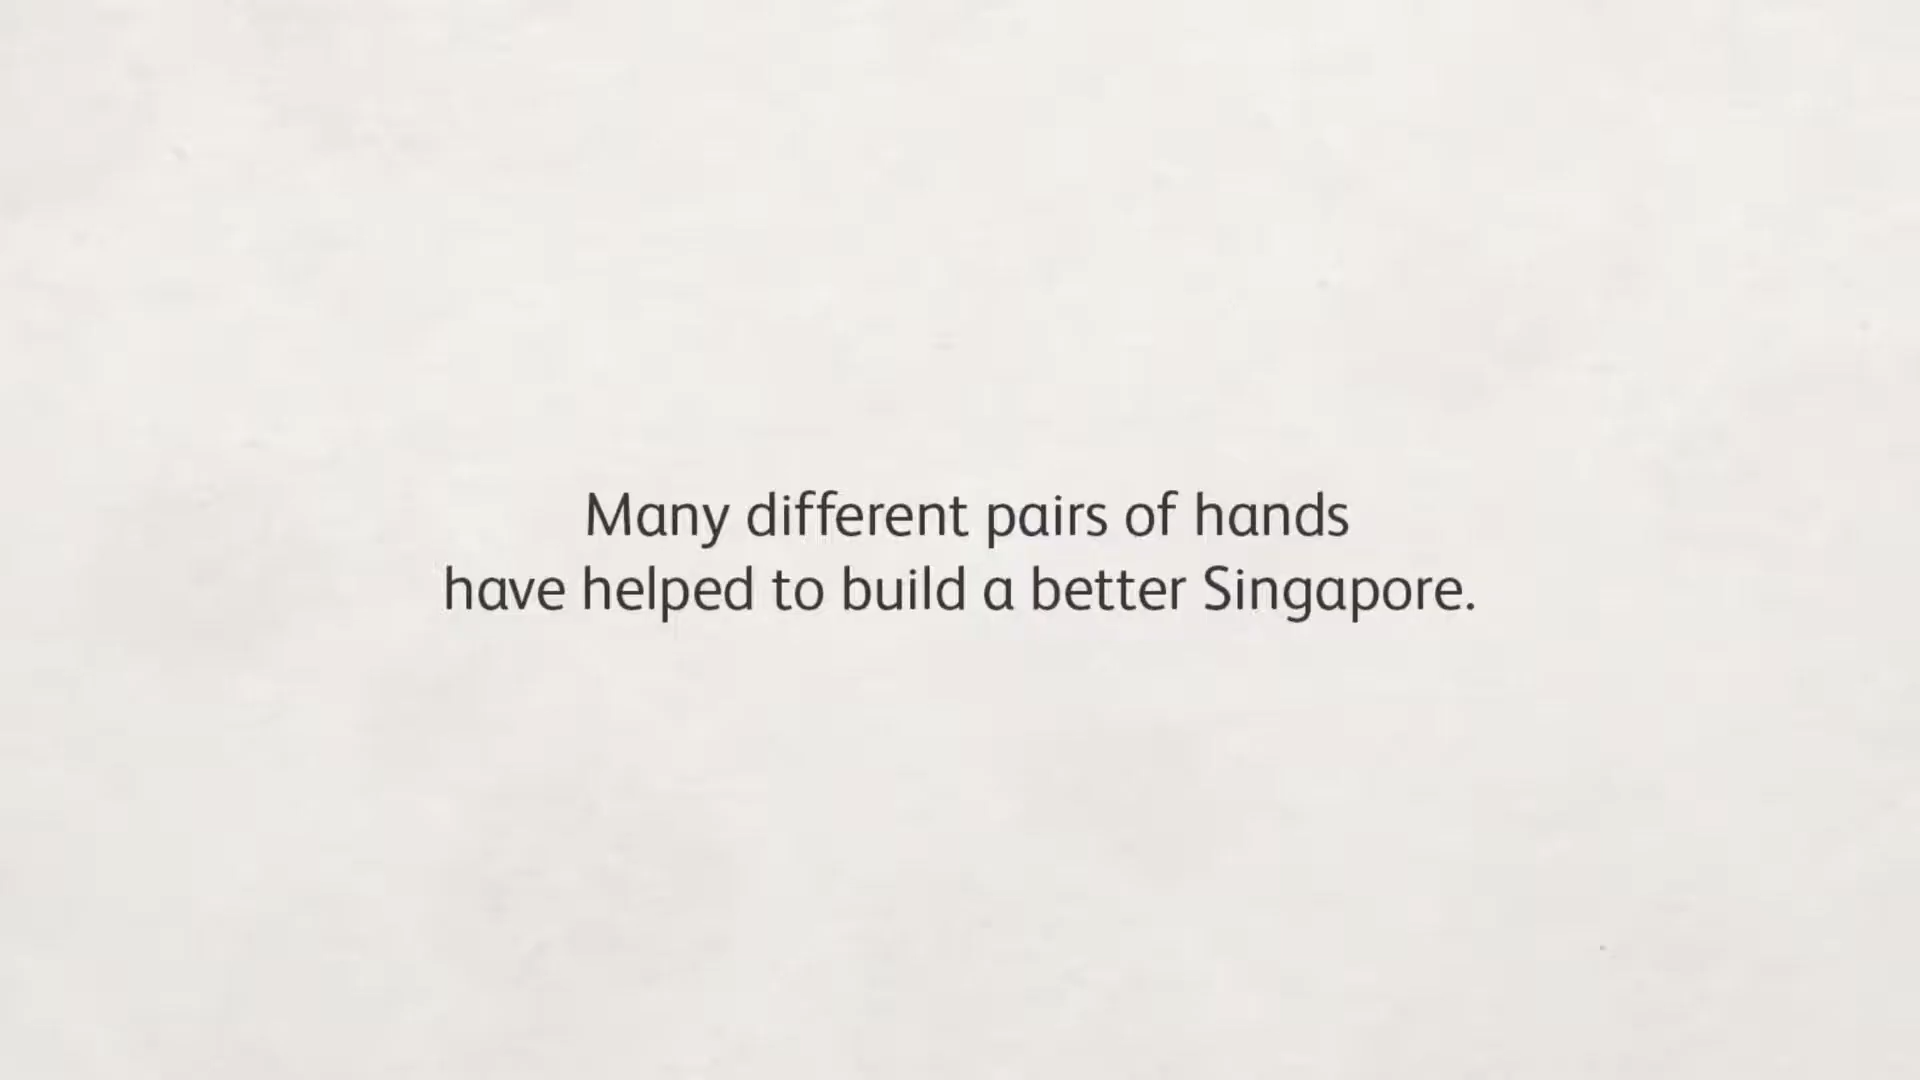 Many different pairs of hands
have helped to build a better Singapore.